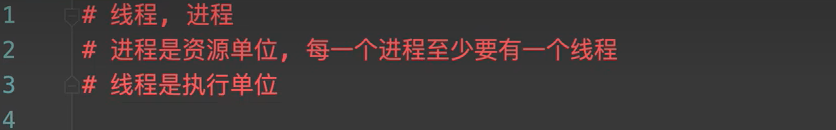 1 # 线程, 进程
2 # 进程是资源单位, 每一个进程至少要有一个线程
3 # 线程是执行单位
4